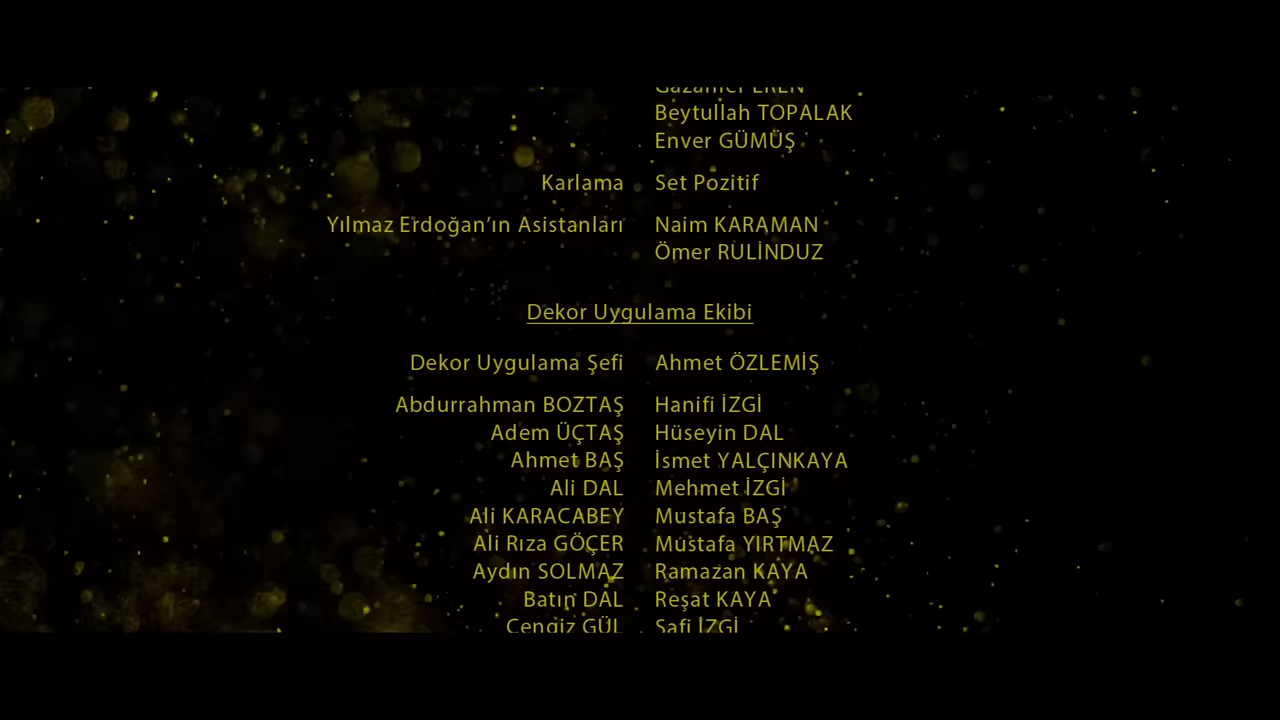 EREN
Beytullah TOPALAK
Enver GÜMÜŞ
Karlama Set Pozitif
Yılmaz Erdoğan’ın Asistanları Naim KARAMAN
Ömer RULİNDUZ
Dekor Uygulama Ekibi
Dekor Uygulama Şefi Ahmet ÖZLEMİŞ
Abdurrahman BOZTAŞ Hanifi İZGİ
Adem ÜÇTAŞ Hüseyin DAL
Ahmet BAŞ İsmet YALÇINKAYA
Ali DAL Mehmet İZGİ
Ali KARACABEY Mustafa BAŞ
Ali Rıza GÖÇER Mustafa YIRTMAZ
Aydın SOLMAZ Ramazan KAYA
Batın DAL Reşat KAYA
Cengiz GÜL Safi İZGİ